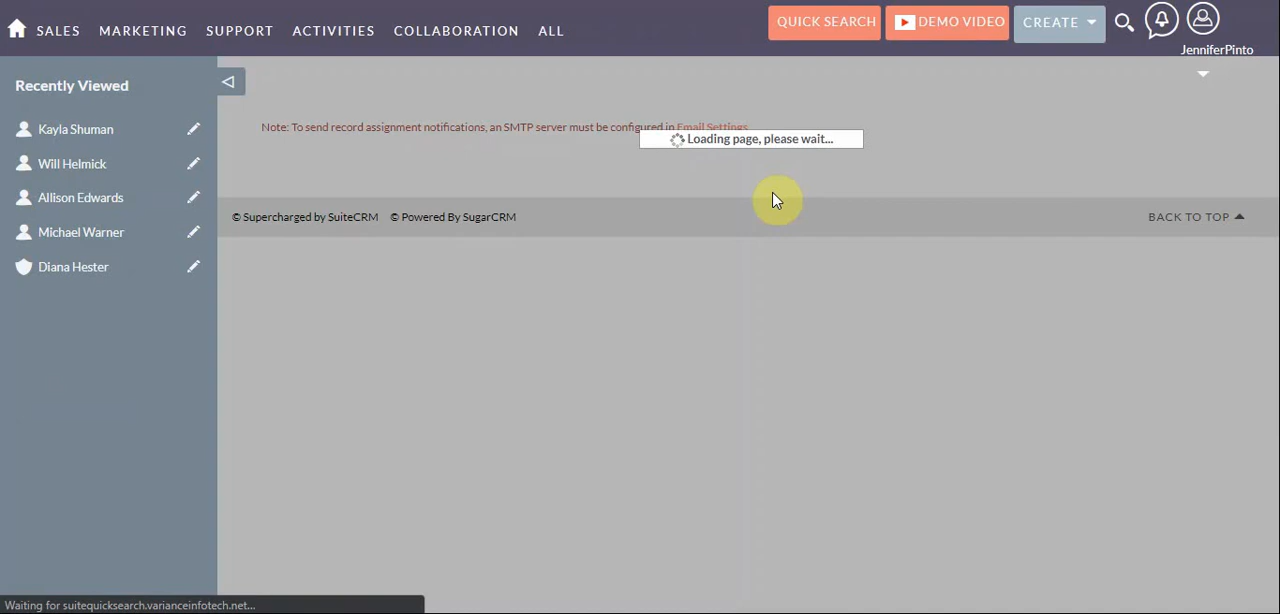 SALES MARKETING SUPPORT ACTIVITIES COLLABORATION ALL QUICK SEARCH DEMO VIDEO CREATE
JenniferPinto
Recently Viewed
Kayla Shuman
Will Helmick
Allison Edwards
Michael Warner
Diana Hester
Note: To send record assignment notifications, an SMTP server must be configured in Email Settings.
Loading page, please wait...
© Supercharged by SuiteCRM © Powered By SugarCRM BACK TO TOP
Waiting for suitequicksearch.varianceinfotech.net...